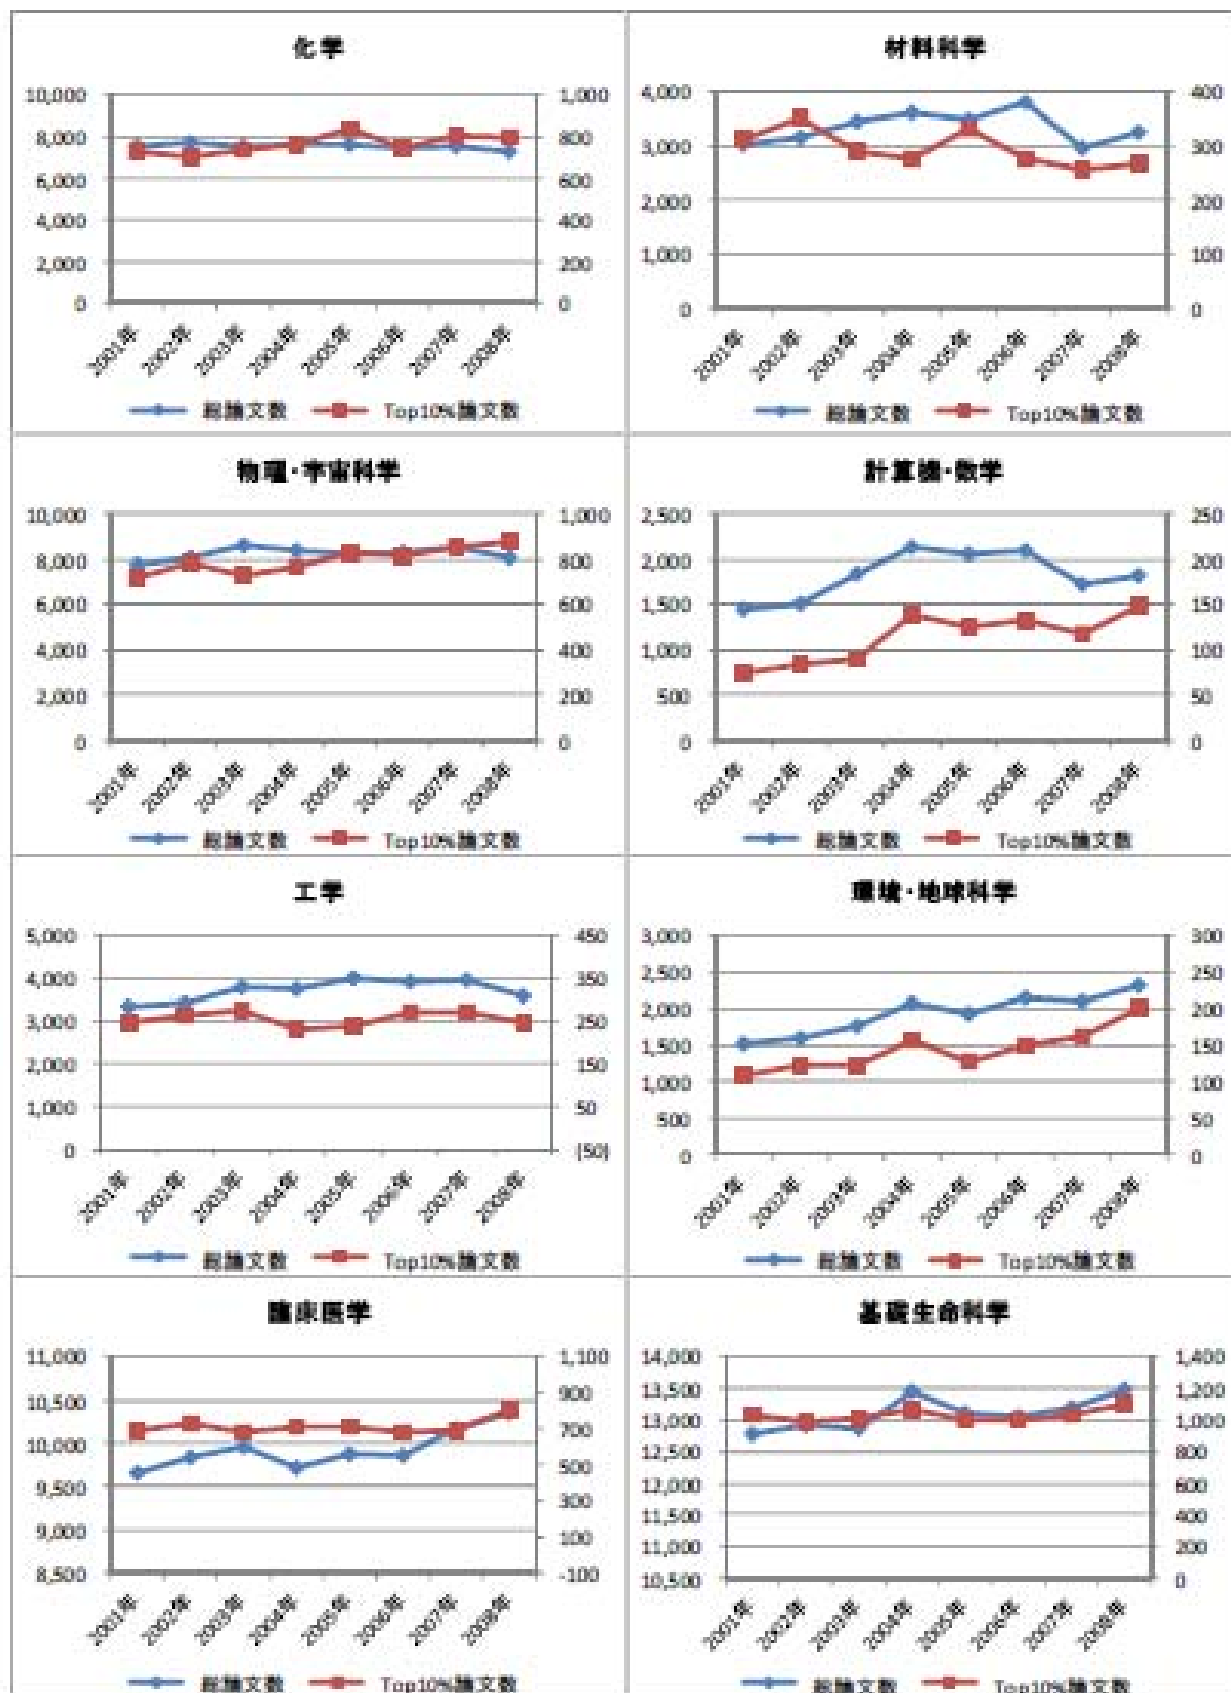 化学
10,000
8,000
6,000
4,000
2,000
0
1,000
800
600
400
200
0
2001年
2002年
2003年
2004年
2005年
2006年
2007年
2008年
総論文数
Top10%論文数
材料科学
4,000
3,000
2,000
1,000
0
400
300
200
100
0
2001年
2002年
2003年
2004年
2005年
2006年
2007年
2008年
総論文数
Top10%論文数
物理・宇宙科学
10,000
8,000
6,000
4,000
2,000
0
1,000
800
600
400
200
0
2001年
2002年
2003年
2004年
2005年
2006年
2007年
2008年
総論文数
Top10%論文数
計算機・数学
2,500
2,000
1,500
1,000
500
0
250
200
150
100
50
0
2001年
2002年
2003年
2004年
2005年
2006年
2007年
2008年
総論文数
Top10%論文数
工学
5,000
4,000
3,000
2,000
1,000
0
450
350
250
150
50
(50)
2001年
2002年
2003年
2004年
2005年
2006年
2007年
2008年
総論文数
Top10%論文数
環境・地球科学
3,000
2,500
2,000
1,500
1,000
500
0
300
250
200
150
100
50
0
2001年
2002年
2003年
2004年
2005年
2006年
2007年
2008年
総論文数
Top10%論文数
臨床医学
11,000
10,500
10,000
9,500
9,000
8,500
1,100
900
700
500
300
100
-100
2001年
2002年
2003年
2004年
2005年
2006年
2007年
2008年
総論文数
Top10%論文数
基礎生命科学
14,000
13,500
13,000
12,500
12,000
11,500
11,000
10,500
1,400
1,200
1,000
800
600
400
200
0
2001年
2002年
2003年
2004年
2005年
2006年
2007年
2008年
総論文数
Top10%論文数